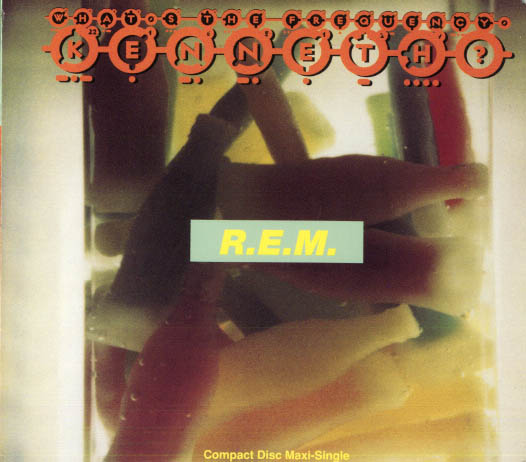 WHAT'S THE FREQUENCY,
KENNETH?
R.E.M.
Compact Disc Maxi-Single